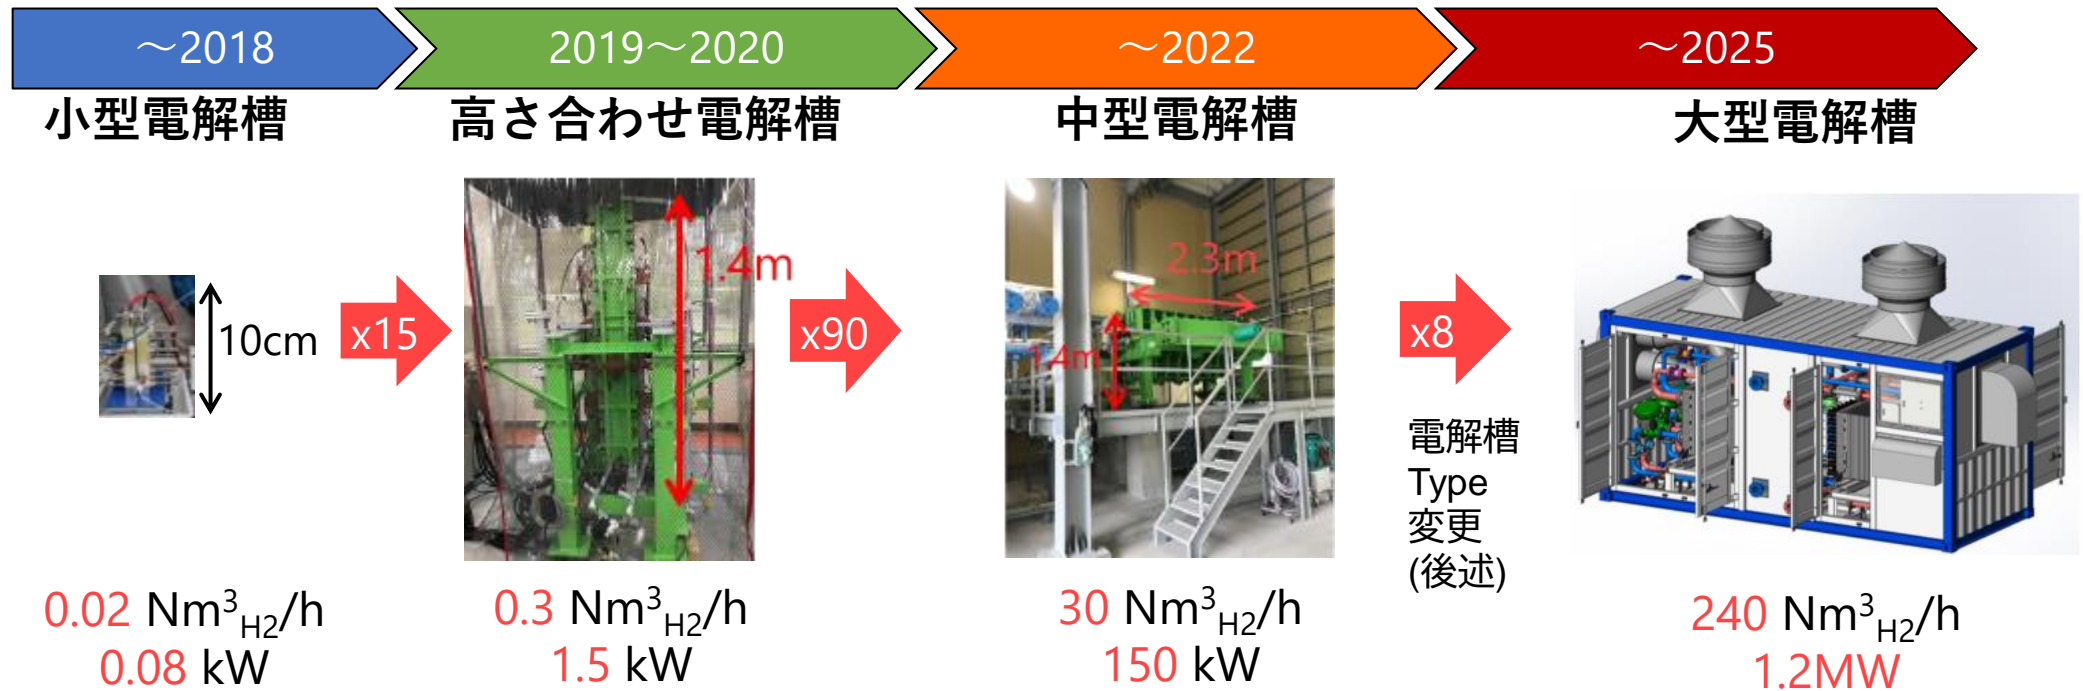 ～2018
2019～2020
～2022
～2025
小型電解槽
高さ合わせ電解槽
中型電解槽
大型電解槽
10cm
x15
1.4m
x90
2.3m
1.4m
x8
電解槽
Type
変更
(後述)
0.02 Nm³H2/h
0.08 kW
0.3 Nm³H2/h
1.5 kW
30 Nm³H2/h
150 kW
240 Nm³H2/h
1.2MW